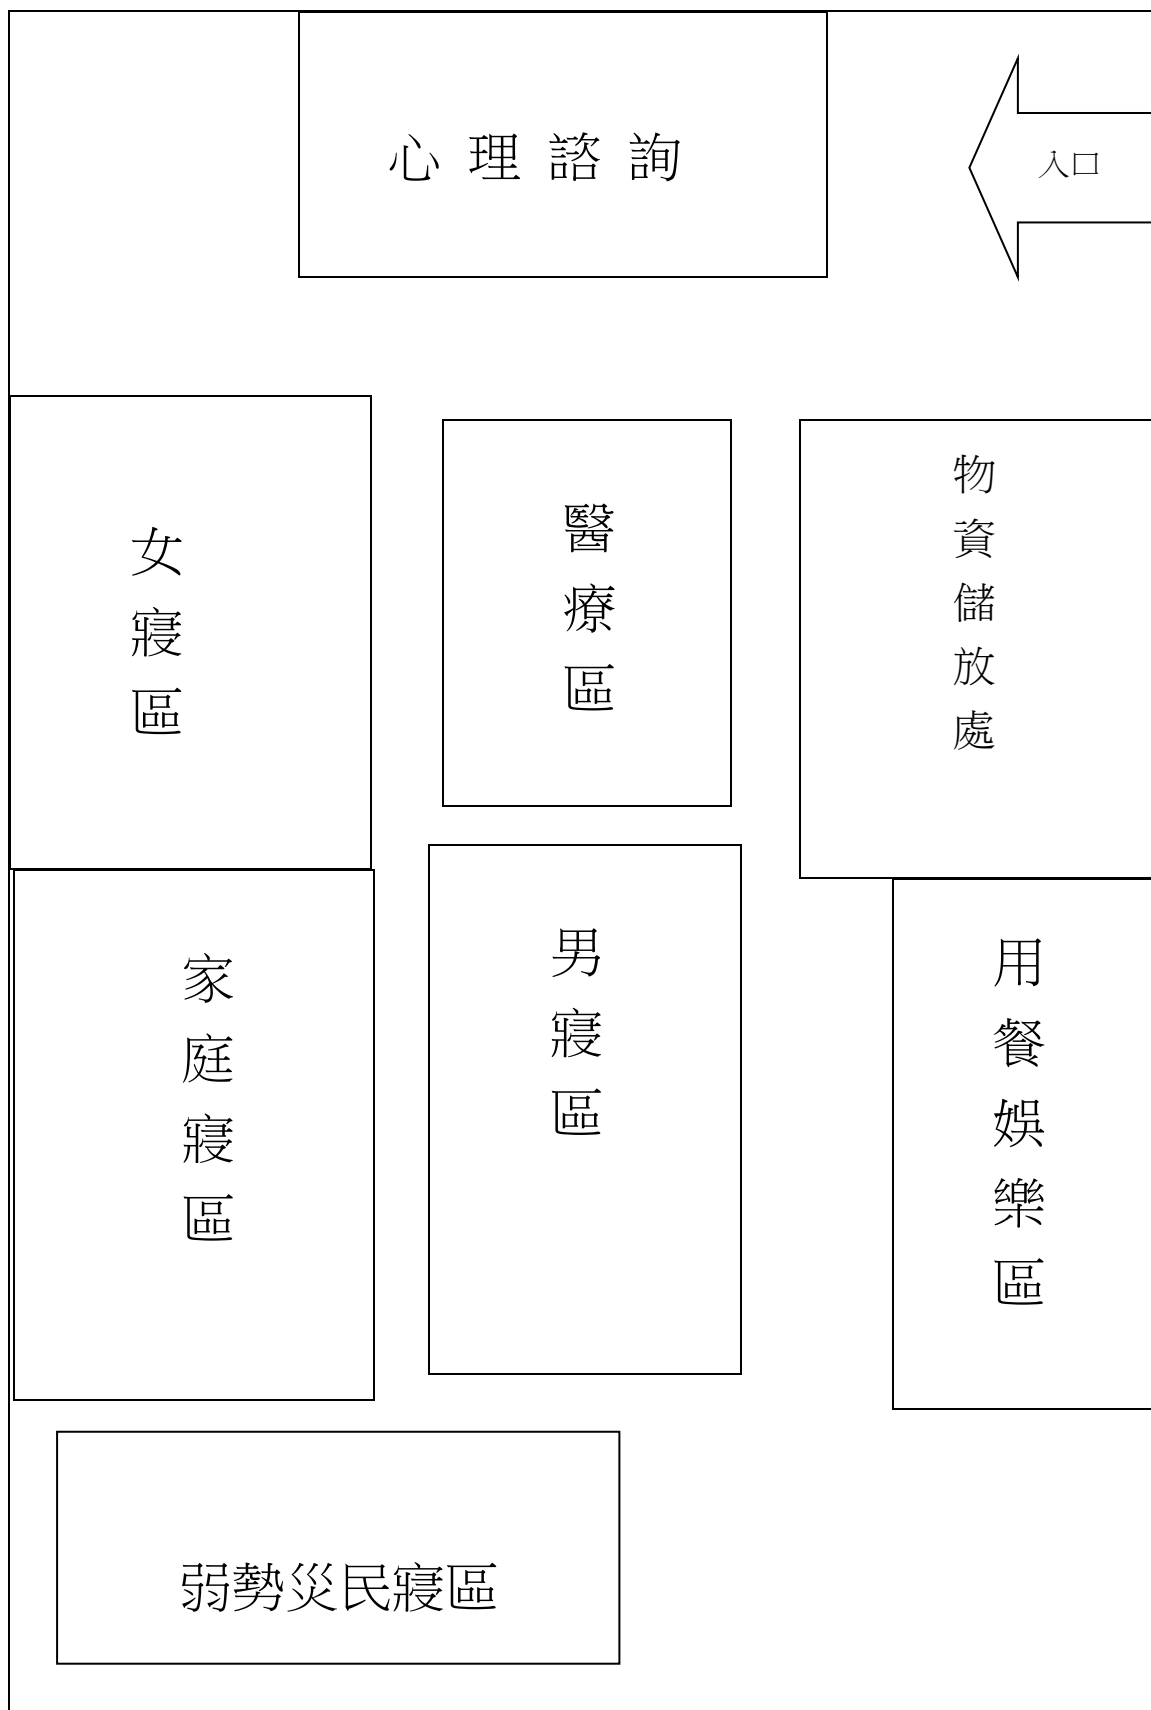 心理諮詢
入口
女寢區
醫療區
物資儲放處
家庭寢區
男寢區
用餐娛樂區
弱勢災民寢區